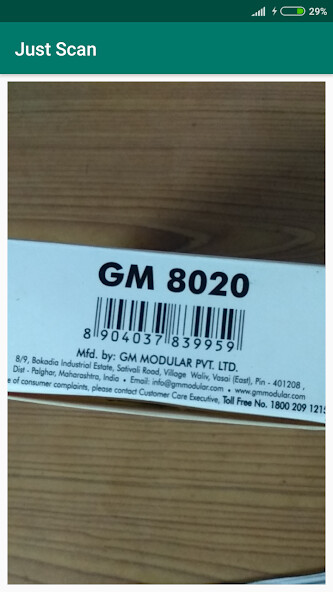 29%
Just Scan
GM 8020
8 904037 839959
Mfd. by: GM MODULAR PVT. LTD.
8/9, Bakadia Industrial Estate, Sativali Road, Village Waliv, Vasai (East), Pin - 401208,
Dist - Palghar, Maharashtra, India • Email: info@gmmodular.com • www.gmmodular.com
e of consumer complaints, please contact Customer Care Executive, Toll Free No. 1800 209 1215